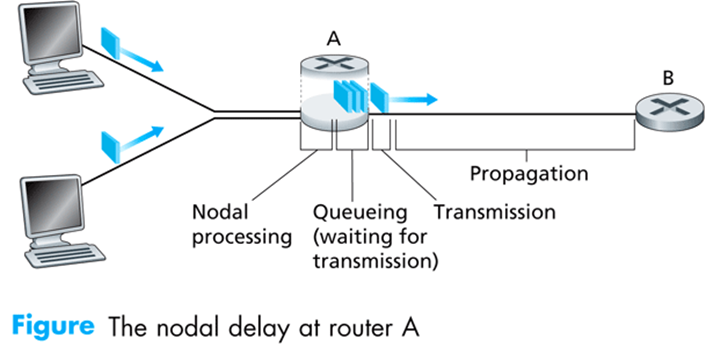 A
B
Propagation
Nodal
processing
Queueing
(waiting for
transmission)
Transmission
Figure The nodal delay at router A